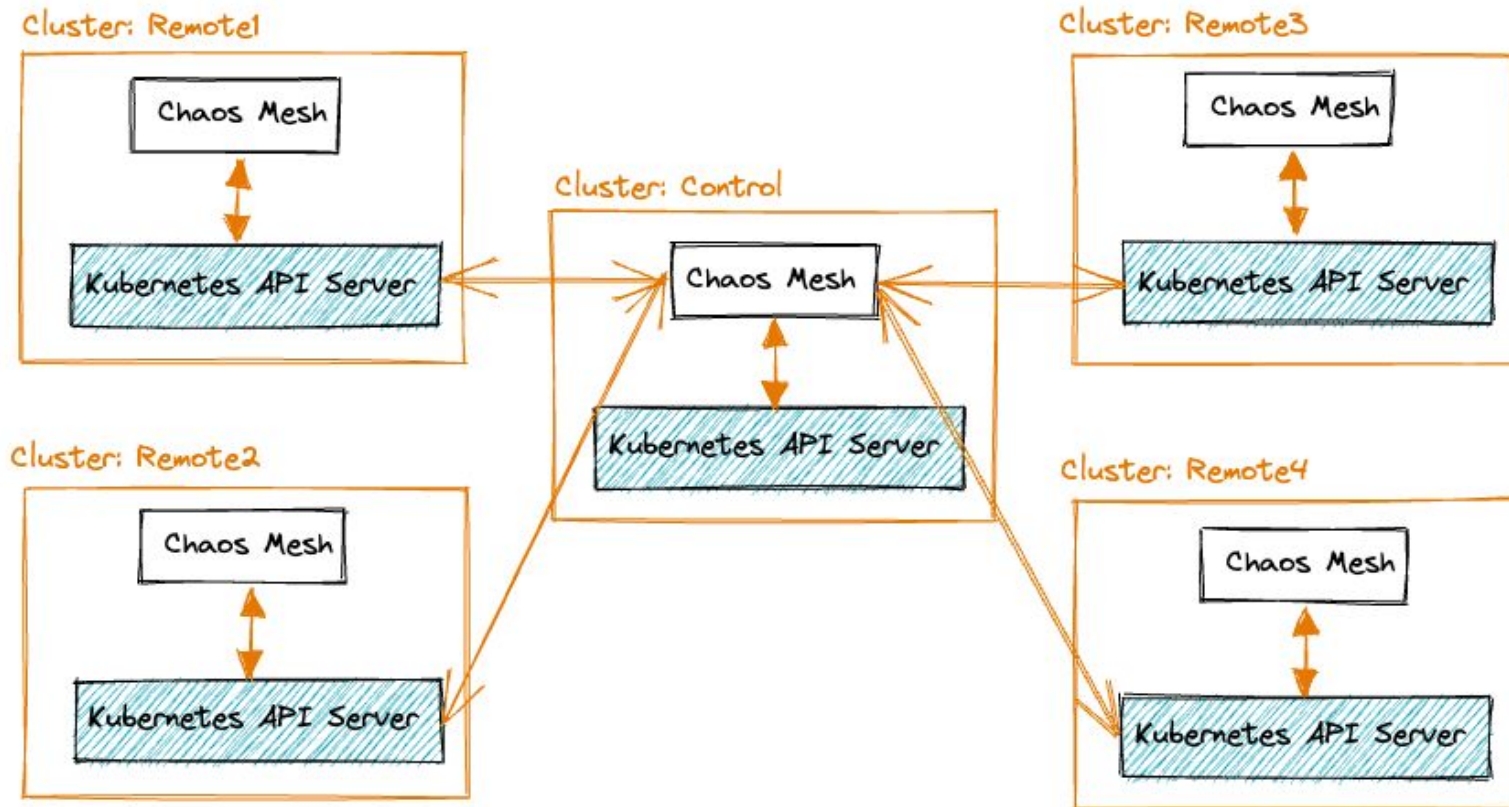 Cluster: Remote1
Chaos Mesh
Kubernetes API Server
Cluster: Remote3
Chaos Mesh
Kubernetes API Server
Cluster: Control
Chaos Mesh
Kubernetes API Server
Cluster: Remote2
Chaos Mesh
Kubernetes API Server
Cluster: Remote4
Chaos Mesh
Kubernetes API Server